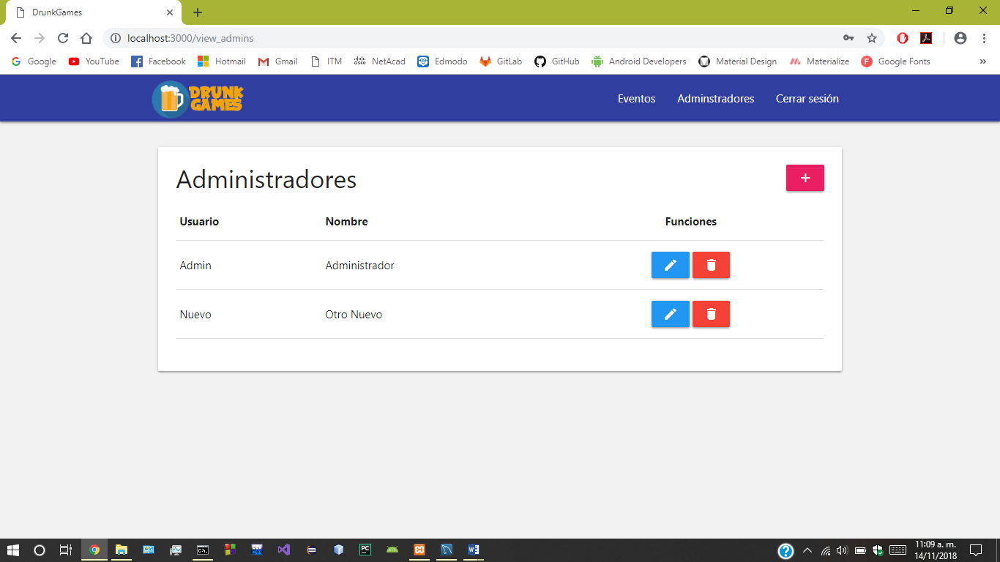 DrunkGames
localhost:3000/view_admins
Google YouTube Facebook Hotmail Gmail ITM NetAcad Edmodo GitLab GitHub Android Developers Material Design Materialize Google Fonts »
DRUNK
GAMES
Eventos Adminstradores Cerrar sesión
Administradores
+
Usuario Nombre Funciones
Admin Administrador
Nuevo Otro Nuevo
11:09 a. m.
14/11/2018